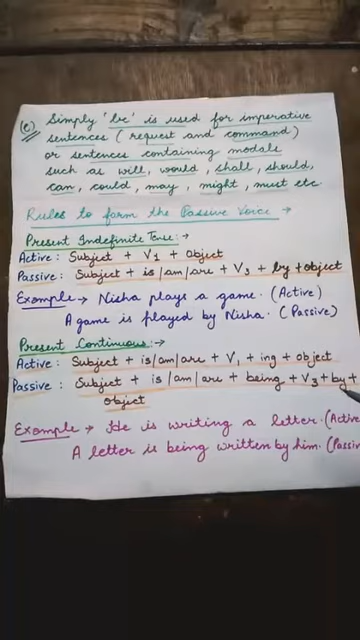 (c) Simply 'be' is used for imperative
sentences (request and command)
or sentences containing modals
such as will, would, shall, should,
can, could, may, might, must etc.
Rules to form the Passive Voice →
Present Indefinite Tense :→
Active : Subject + V1 + Object
Passive : Subject + is/am/are + V3 + by + object
Example → Nisha plays a game. (Active)
A game is played by Nisha. (Passive)
Present Continuous :→
Active : Subject + is/am/are + V1 + ing + object
Passive : Subject + is/am/are + being + V3 + by +
object
Example → He is writing a letter. (Active
A letter is being written by him. (Passiv